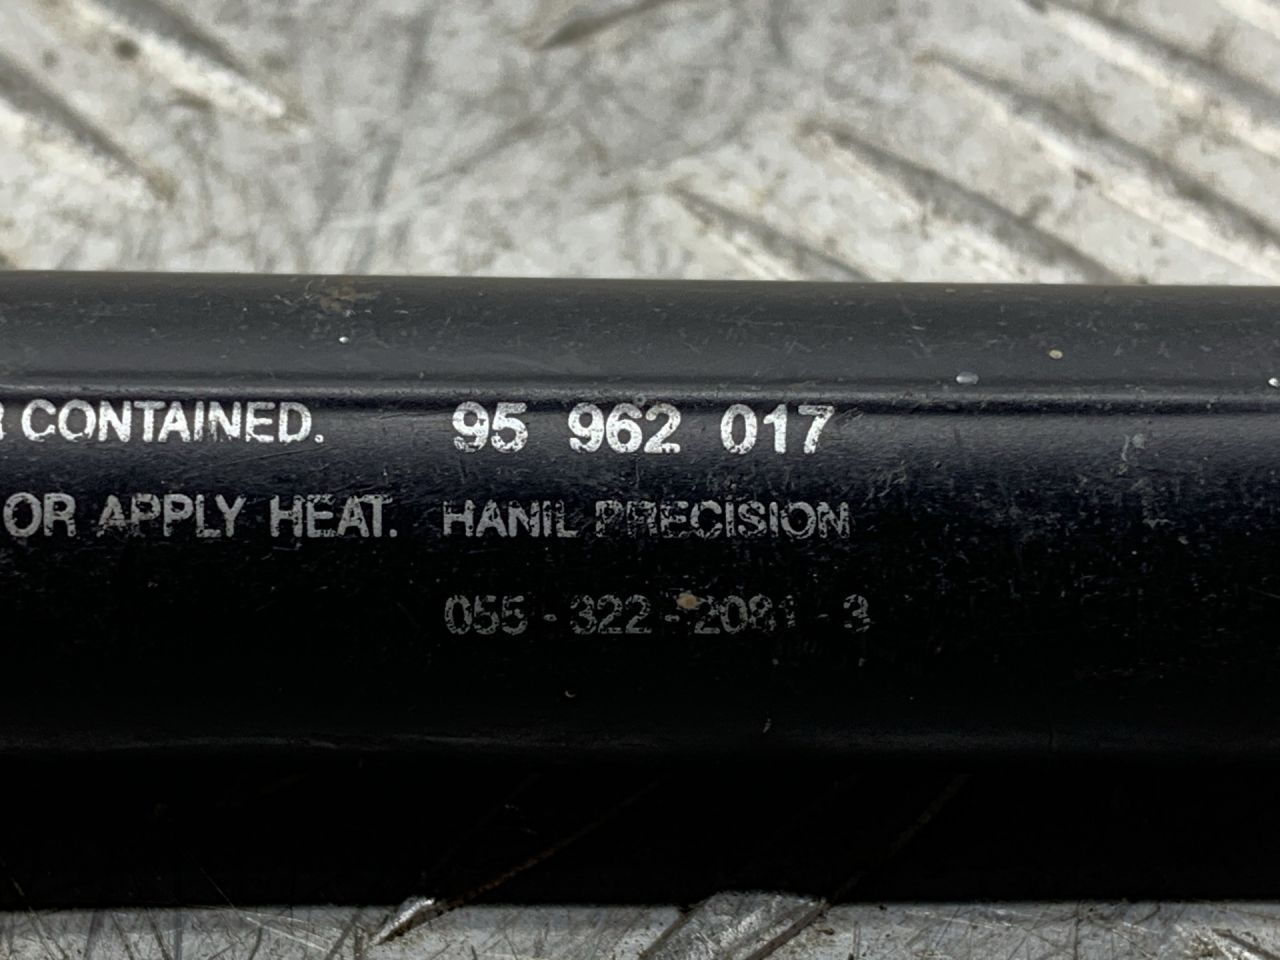 CONTAINED. 95 962 017
OR APPLY HEAT. HANIL PRECISION
055 - 322 - 2081 - 3